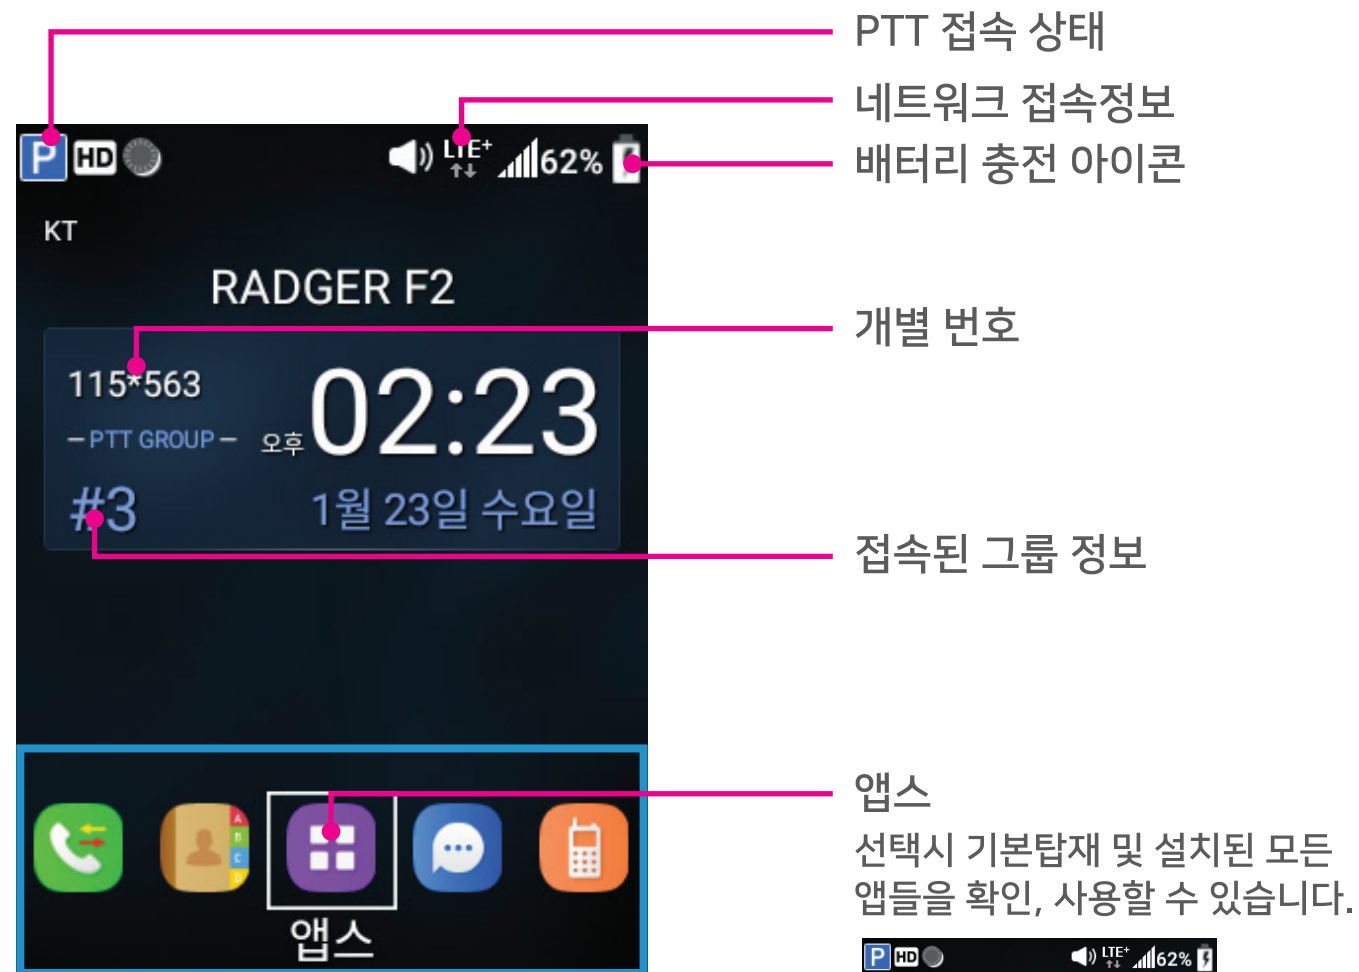 PTT 접속 상태
네트워크 접속정보
배터리 충전 아이콘
P HD LTE+ 62%
KT
RADGER F2
개별 번호
115*563
– PTT GROUP –
오후 02:23
#3
1월 23일 수요일
접속된 그룹 정보
앱스
선택시 기본탑재 및 설치된 모든
앱들을 확인, 사용할 수 있습니다.
A
B
C
D
앱스
P HD LTE+ 62%